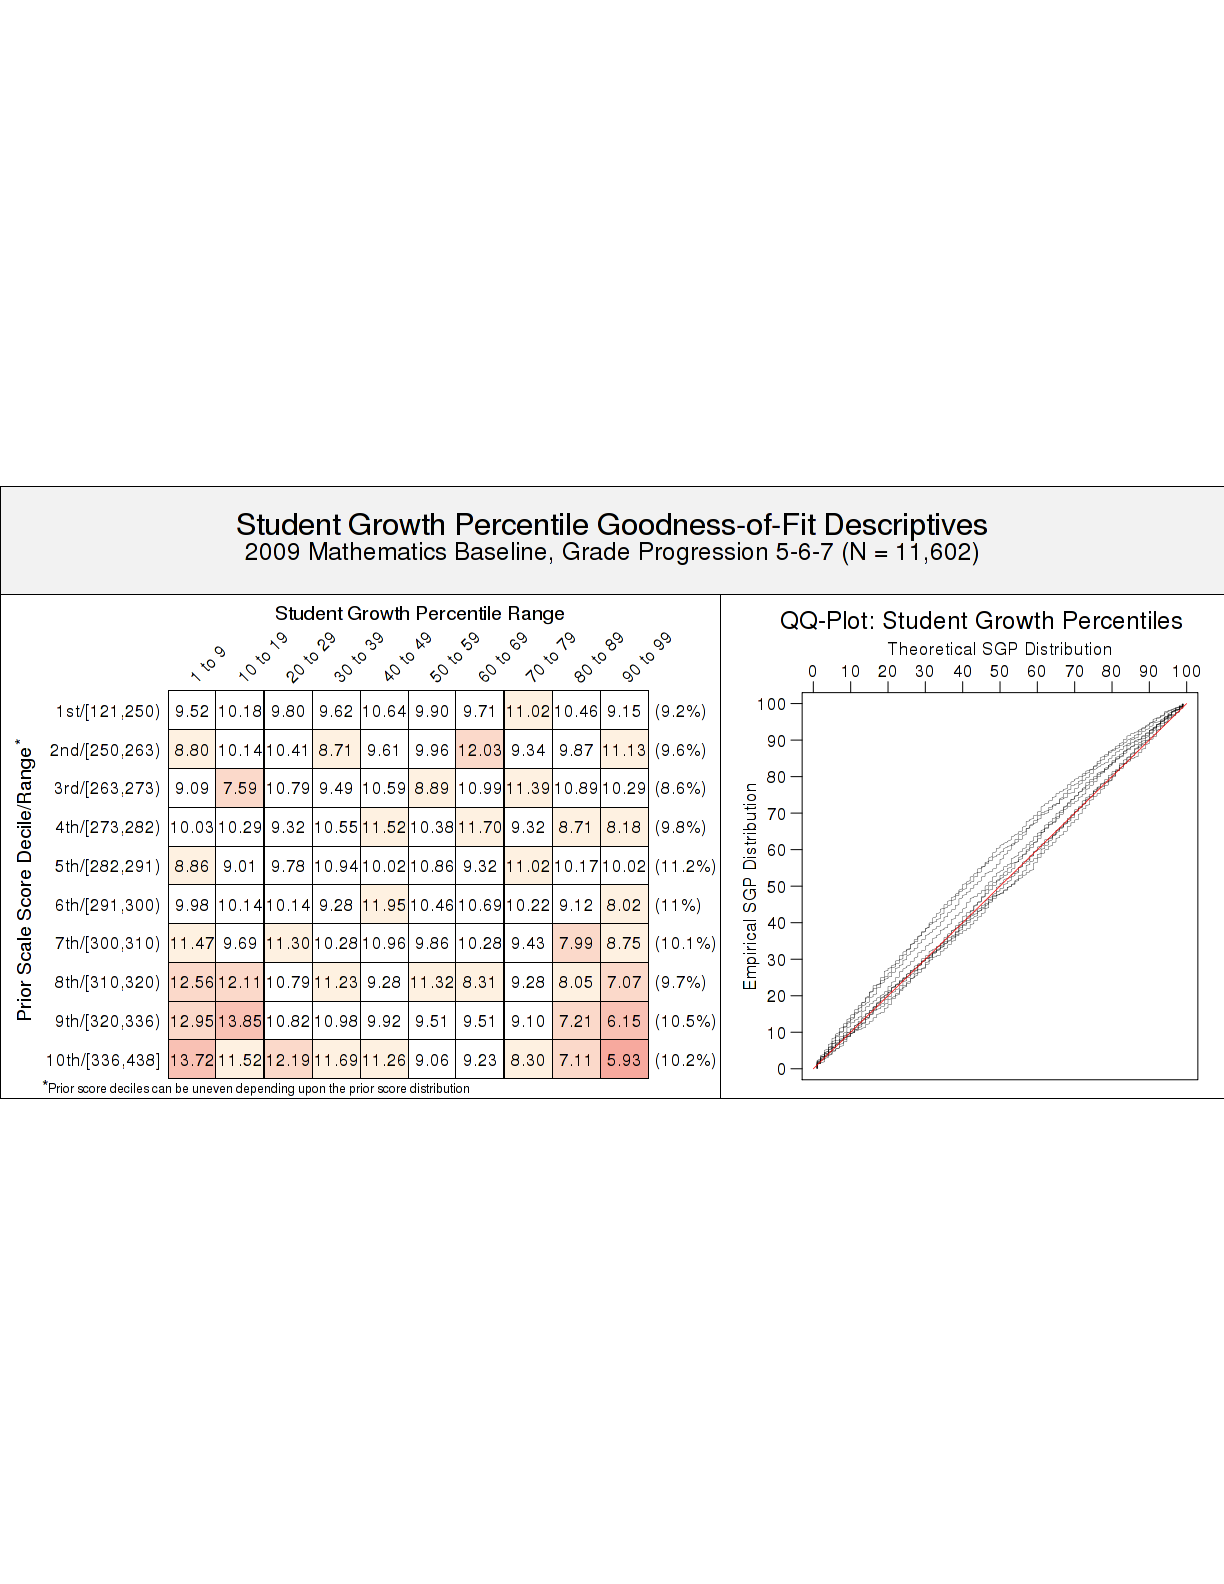 Student Growth Percentile Goodness-of-Fit Descriptives
2009 Mathematics Baseline, Grade Progression 5-6-7 (N = 11,602)
Student Growth Percentile Range
1 to 9 10 to 19 20 to 29 30 to 39 40 to 49 50 to 59 60 to 69 70 to 79 80 to 89 90 to 99
Prior Scale Score Decile/Range*
1st/[121,250) 9.52 10.18 9.80 9.62 10.64 9.90 9.71 11.02 10.46 9.15 (9.2%)
2nd/[250,263) 8.80 10.14 10.41 8.71 9.61 9.96 12.03 9.34 9.87 11.13 (9.6%)
3rd/[263,273) 9.09 7.59 10.79 9.49 10.59 8.89 10.99 11.39 10.89 10.29 (8.6%)
4th/[273,282) 10.03 10.29 9.32 10.55 11.52 10.38 11.70 9.32 8.71 8.18 (9.8%)
5th/[282,291) 8.86 9.01 9.78 10.94 10.02 10.86 9.32 11.02 10.17 10.02 (11.2%)
6th/[291,300) 9.98 10.14 10.14 9.28 11.95 10.46 10.69 10.22 9.12 8.02 (11%)
7th/[300,310) 11.47 9.69 11.30 10.28 10.96 9.86 10.28 9.43 7.99 8.75 (10.1%)
8th/[310,320) 12.56 12.11 10.79 11.23 9.28 11.32 8.31 9.28 8.05 7.07 (9.7%)
9th/[320,336) 12.95 13.85 10.82 10.98 9.92 9.51 9.51 9.10 7.21 6.15 (10.5%)
10th/[336,438] 13.72 11.52 12.19 11.69 11.26 9.06 9.23 8.30 7.11 5.93 (10.2%)
*Prior score deciles can be uneven depending upon the prior score distribution
QQ-Plot: Student Growth Percentiles
Theoretical SGP Distribution
0 10 20 30 40 50 60 70 80 90 100
Empirical SGP Distribution
100
90
80
70
60
50
40
30
20
10
0